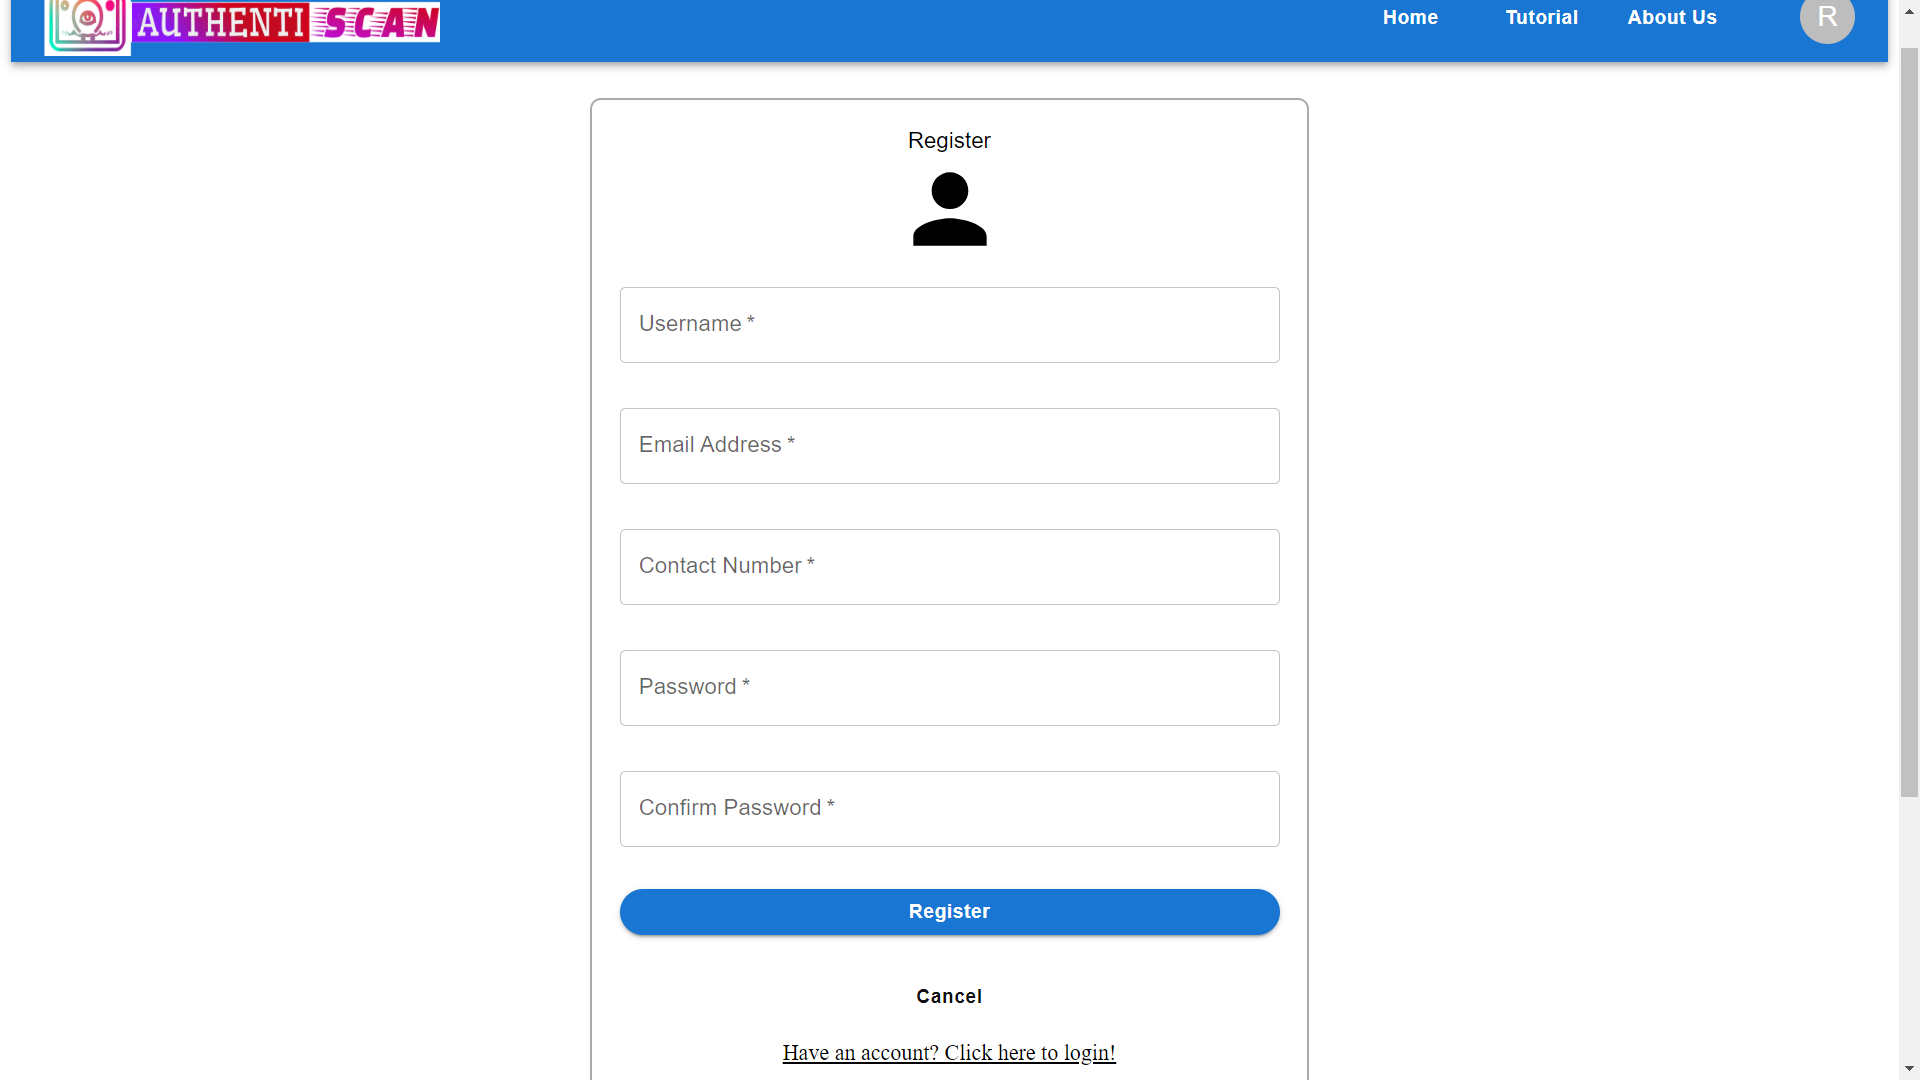 AUTHENTI SCAN
Home Tutorial About Us R
Register
Username *
Email Address *
Contact Number *
Password *
Confirm Password *
Register
Cancel
Have an account? Click here to login!